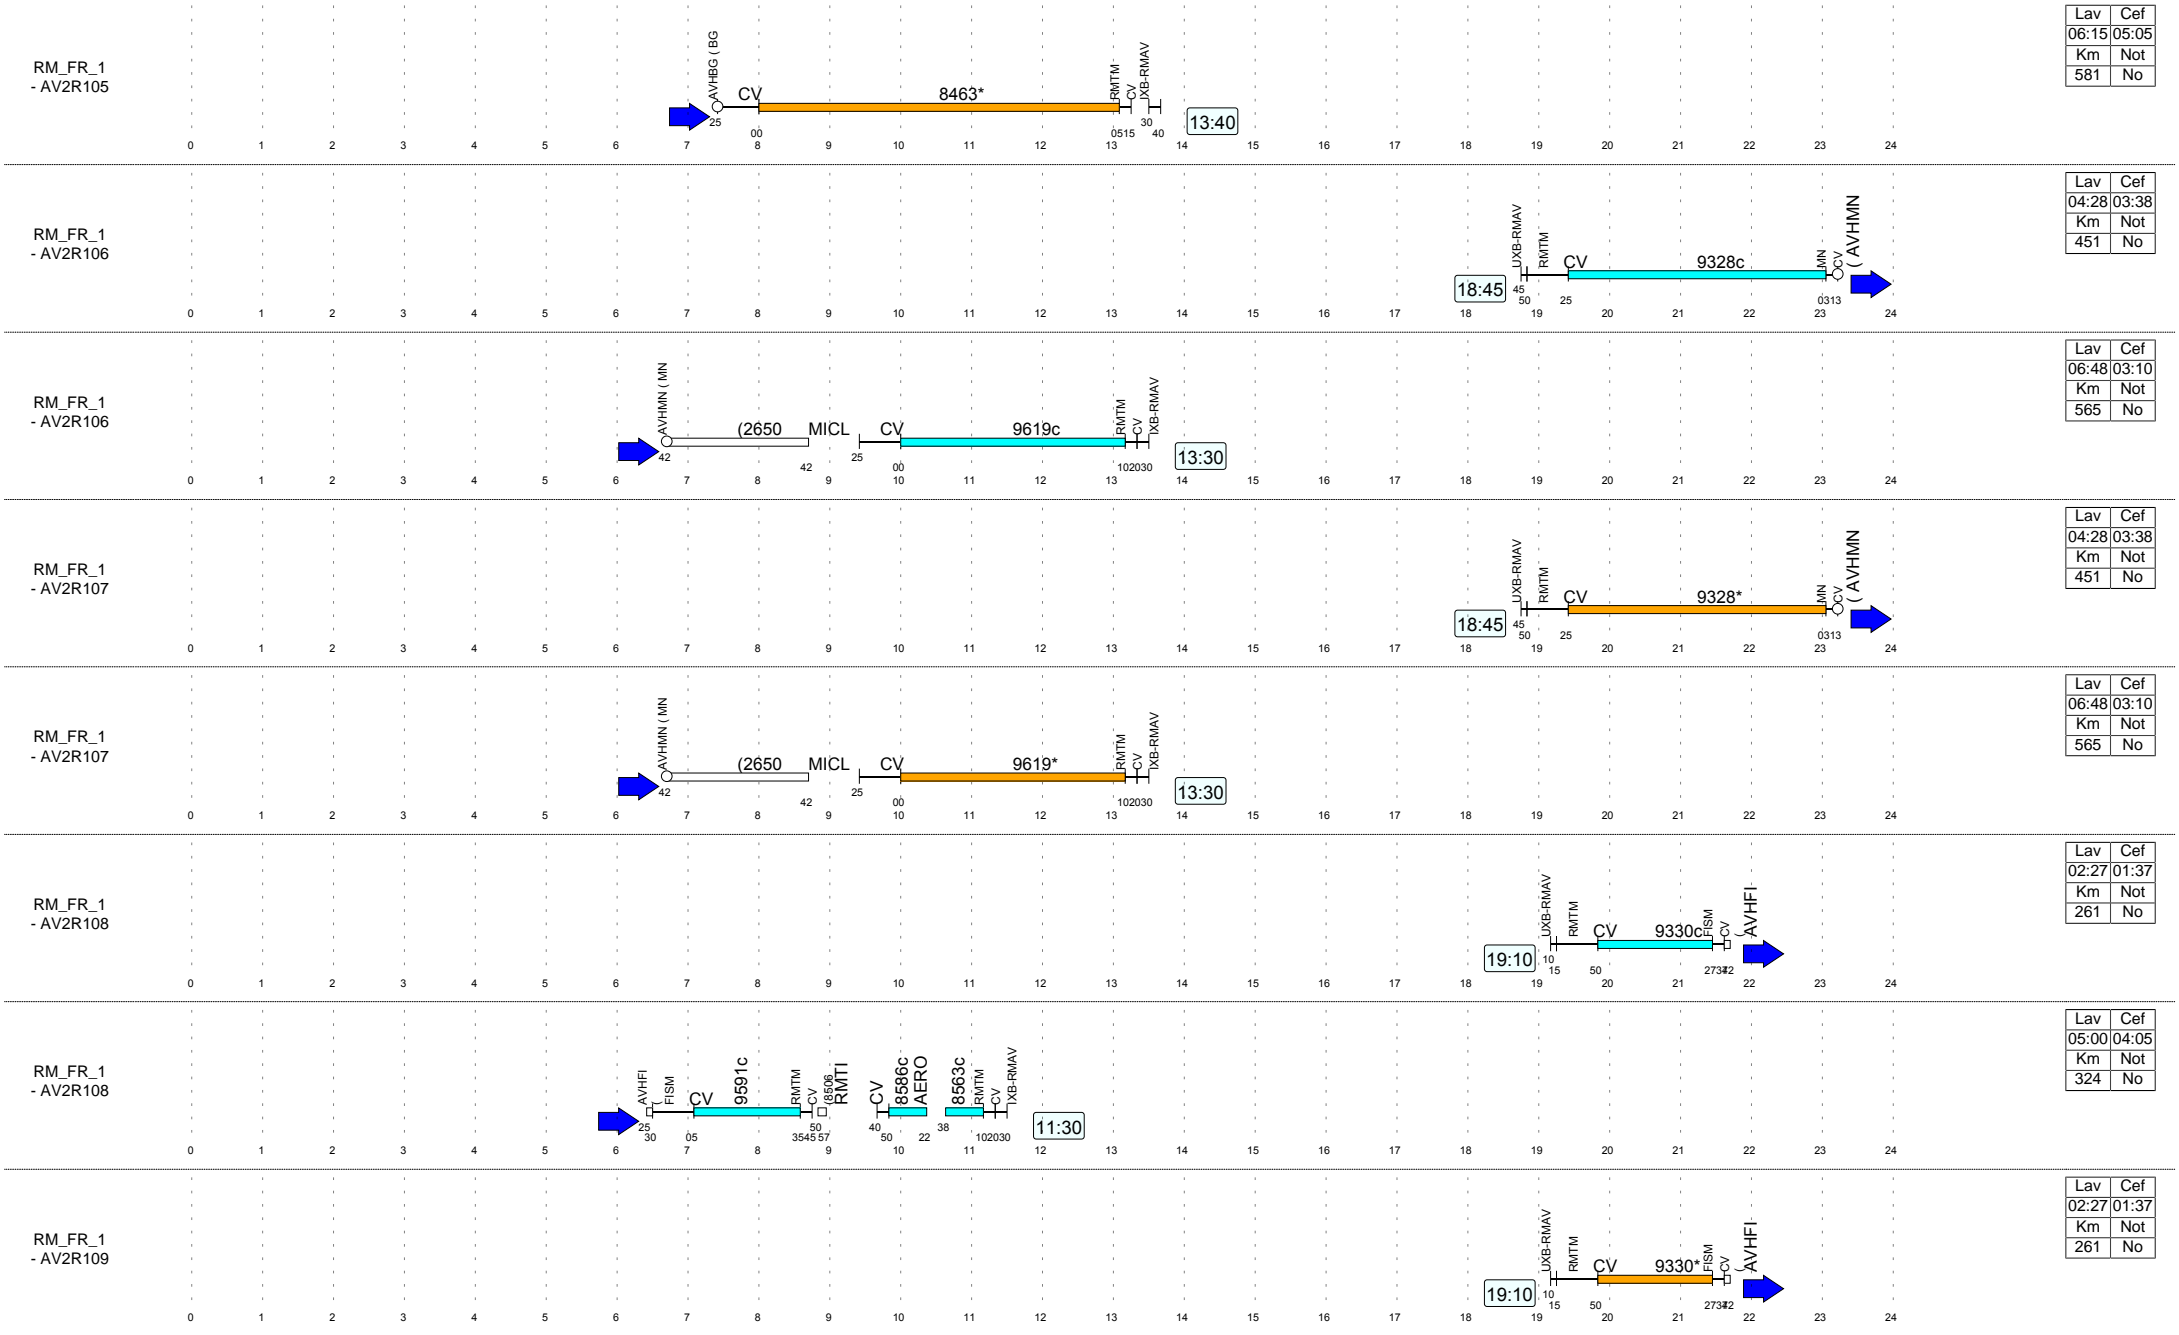 Lav Cef
06:15 05:05
Km Not
581 No
RM_FR_1
- AV2R105
AVHBG ( BG
CV
8463*
RMTM
CV
IXB-RMAV
13:40
25
00
0515
30
40
0 1 2 3 4 5 6 7 8 9 10 11 12 13 14 15 16 17 18 19 20 21 22 23 24
Lav Cef
04:28 03:38
Km Not
451 No
RM_FR_1
- AV2R106
18:45
UXB-RMAV
RMTM
CV
9328c
MN
CV
( AVHMN
45
50
25
0313
0 1 2 3 4 5 6 7 8 9 10 11 12 13 14 15 16 17 18 19 20 21 22 23 24
Lav Cef
06:48 03:10
Km Not
565 No
RM_FR_1
- AV2R106
AVHMN ( MN
(2650
MICL
CV
9619c
RMTM
CV
IXB-RMAV
13:30
42
42
25
00
102030
0 1 2 3 4 5 6 7 8 9 10 11 12 13 14 15 16 17 18 19 20 21 22 23 24
Lav Cef
04:28 03:38
Km Not
451 No
RM_FR_1
- AV2R107
18:45
UXB-RMAV
RMTM
CV
9328*
MN
CV
( AVHMN
45
50
25
0313
0 1 2 3 4 5 6 7 8 9 10 11 12 13 14 15 16 17 18 19 20 21 22 23 24
Lav Cef
06:48 03:10
Km Not
565 No
RM_FR_1
- AV2R107
AVHMN ( MN
(2650
MICL
CV
9619*
RMTM
CV
IXB-RMAV
13:30
42
42
25
00
102030
0 1 2 3 4 5 6 7 8 9 10 11 12 13 14 15 16 17 18 19 20 21 22 23 24
Lav Cef
02:27 01:37
Km Not
261 No
RM_FR_1
- AV2R108
19:10
UXB-RMAV
RMTM
CV
9330c
FISM
CV
( AVHFI
10
15
50
27
42
0 1 2 3 4 5 6 7 8 9 10 11 12 13 14 15 16 17 18 19 20 21 22 23 24
Lav Cef
05:00 04:05
Km Not
324 No
RM_FR_1
- AV2R108
AVHFI
(
FISM
CV
9591c
RMTM
CV
(8506
RMTI
CV
8586c
AERO
8563c
RMTM
CV
IXB-RMAV
11:30
25
30
05
3545
50
57
40
50
22
38
102030
0 1 2 3 4 5 6 7 8 9 10 11 12 13 14 15 16 17 18 19 20 21 22 23 24
Lav Cef
02:27 01:37
Km Not
261 No
RM_FR_1
- AV2R109
19:10
UXB-RMAV
RMTM
CV
9330*
FISM
CV
( AVHFI
10
15
50
27
42
0 1 2 3 4 5 6 7 8 9 10 11 12 13 14 15 16 17 18 19 20 21 22 23 24